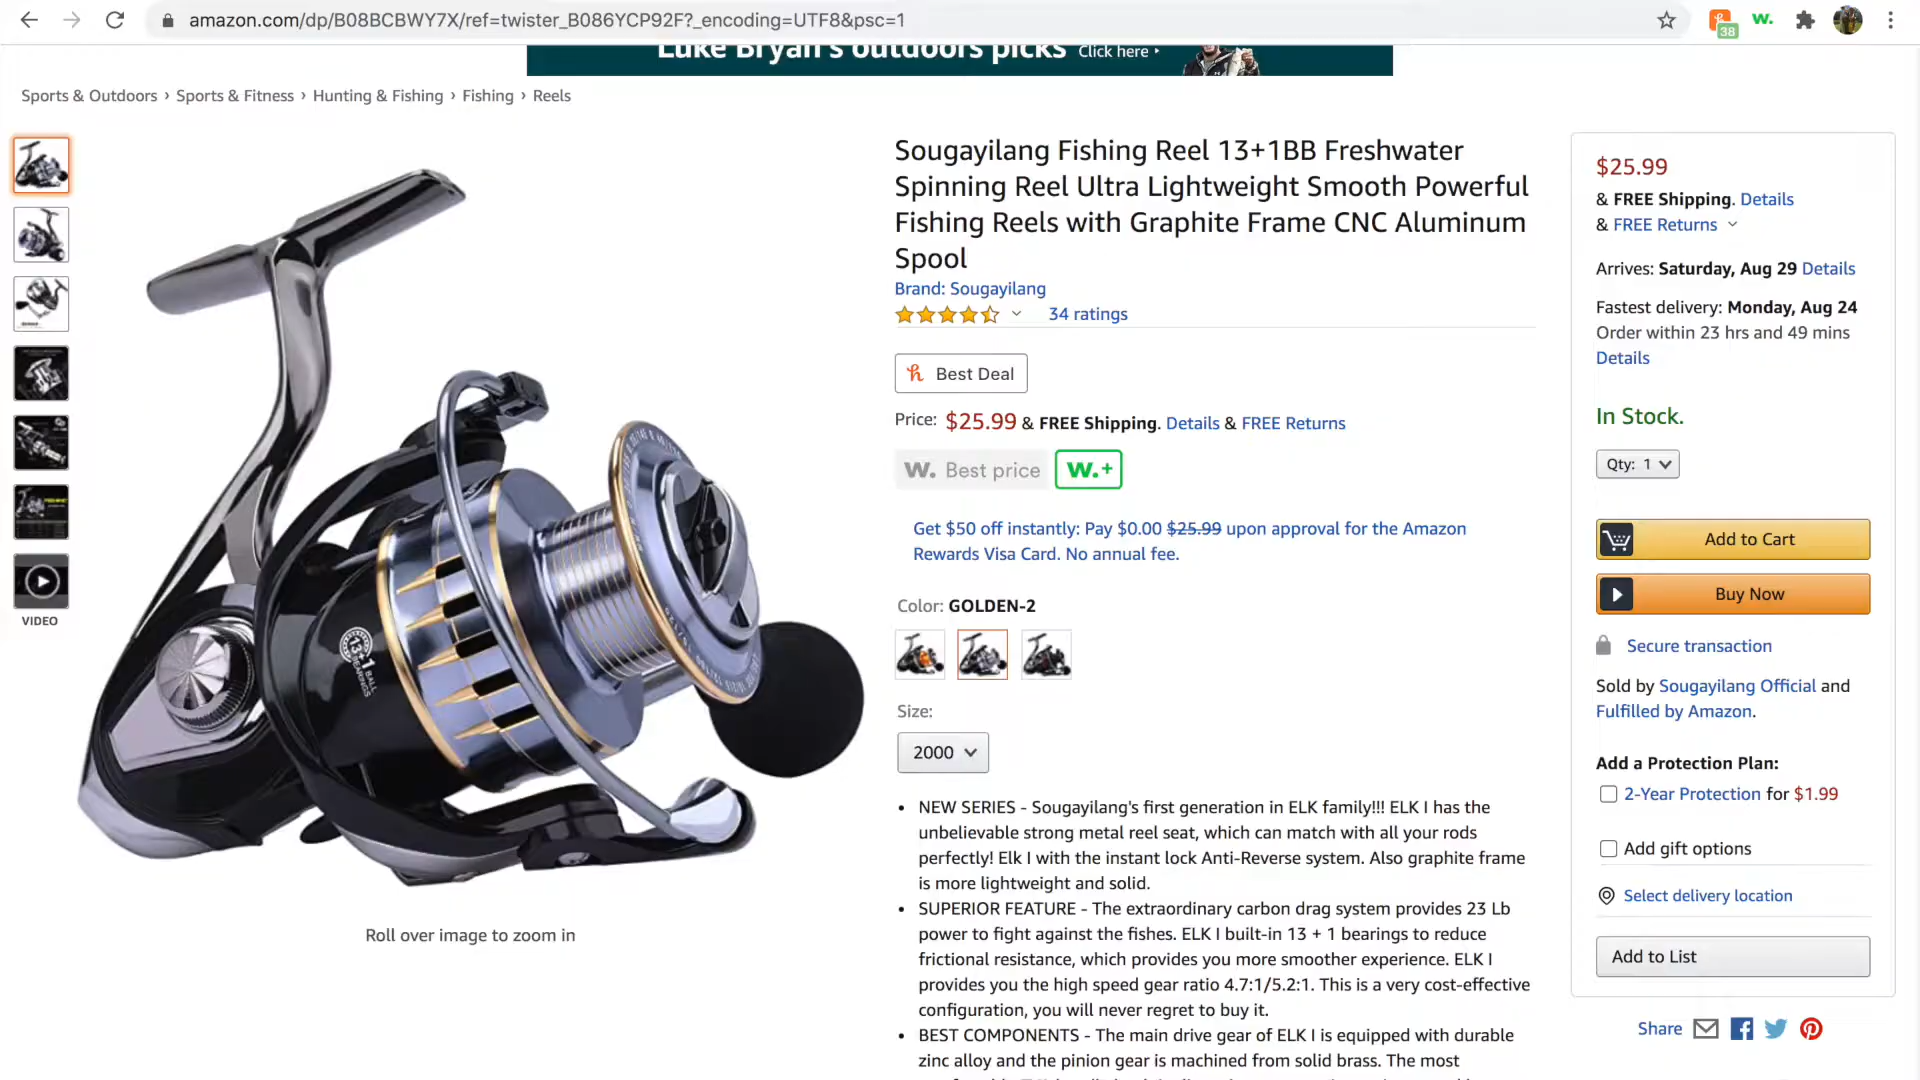 amazon.com/dp/B08BCBWY7X/ref=twister_B086YCP92F?_encoding=UTF8&psc=1
38
w.
Luke Bryan's outdoors picks Click here
Sports & Outdoors › Sports & Fitness › Hunting & Fishing › Fishing › Reels
VIDEO
13+1 BALL
BEARINGS
Roll over image to zoom in
Sougayilang Fishing Reel 13+1BB Freshwater
Spinning Reel Ultra Lightweight Smooth Powerful
Fishing Reels with Graphite Frame CNC Aluminum
Spool
Brand: Sougayilang
34 ratings
h Best Deal
Price: $25.99 & FREE Shipping. Details & FREE Returns
w. Best price w.+
Get $50 off instantly: Pay $0.00 $25.99 upon approval for the Amazon
Rewards Visa Card. No annual fee.
Color: GOLDEN-2
Size:
2000
• NEW SERIES - Sougayilang's first generation in ELK family!!! ELK I has the
unbelievable strong metal reel seat, which can match with all your rods
perfectly! Elk I with the instant lock Anti-Reverse system. Also graphite frame
is more lightweight and solid.
• SUPERIOR FEATURE - The extraordinary carbon drag system provides 23 Lb
power to fight against the fishes. ELK I built-in 13 + 1 bearings to reduce
frictional resistance, which provides you more smoother experience. ELK I
provides you the high speed gear ratio 4.7:1/5.2:1. This is a very cost-effective
configuration, you will never regret to buy it.
• BEST COMPONENTS - The main drive gear of ELK I is equipped with durable
zinc alloy and the pinion gear is machined from solid brass. The most
$25.99
& FREE Shipping. Details
& FREE Returns
Arrives: Saturday, Aug 29 Details
Fastest delivery: Monday, Aug 24
Order within 23 hrs and 49 mins
Details
In Stock.
Qty: 1
Add to Cart
Buy Now
Secure transaction
Sold by Sougayilang Official and
Fulfilled by Amazon.
Add a Protection Plan:
2-Year Protection for $1.99
Add gift options
Select delivery location
Add to List
Share